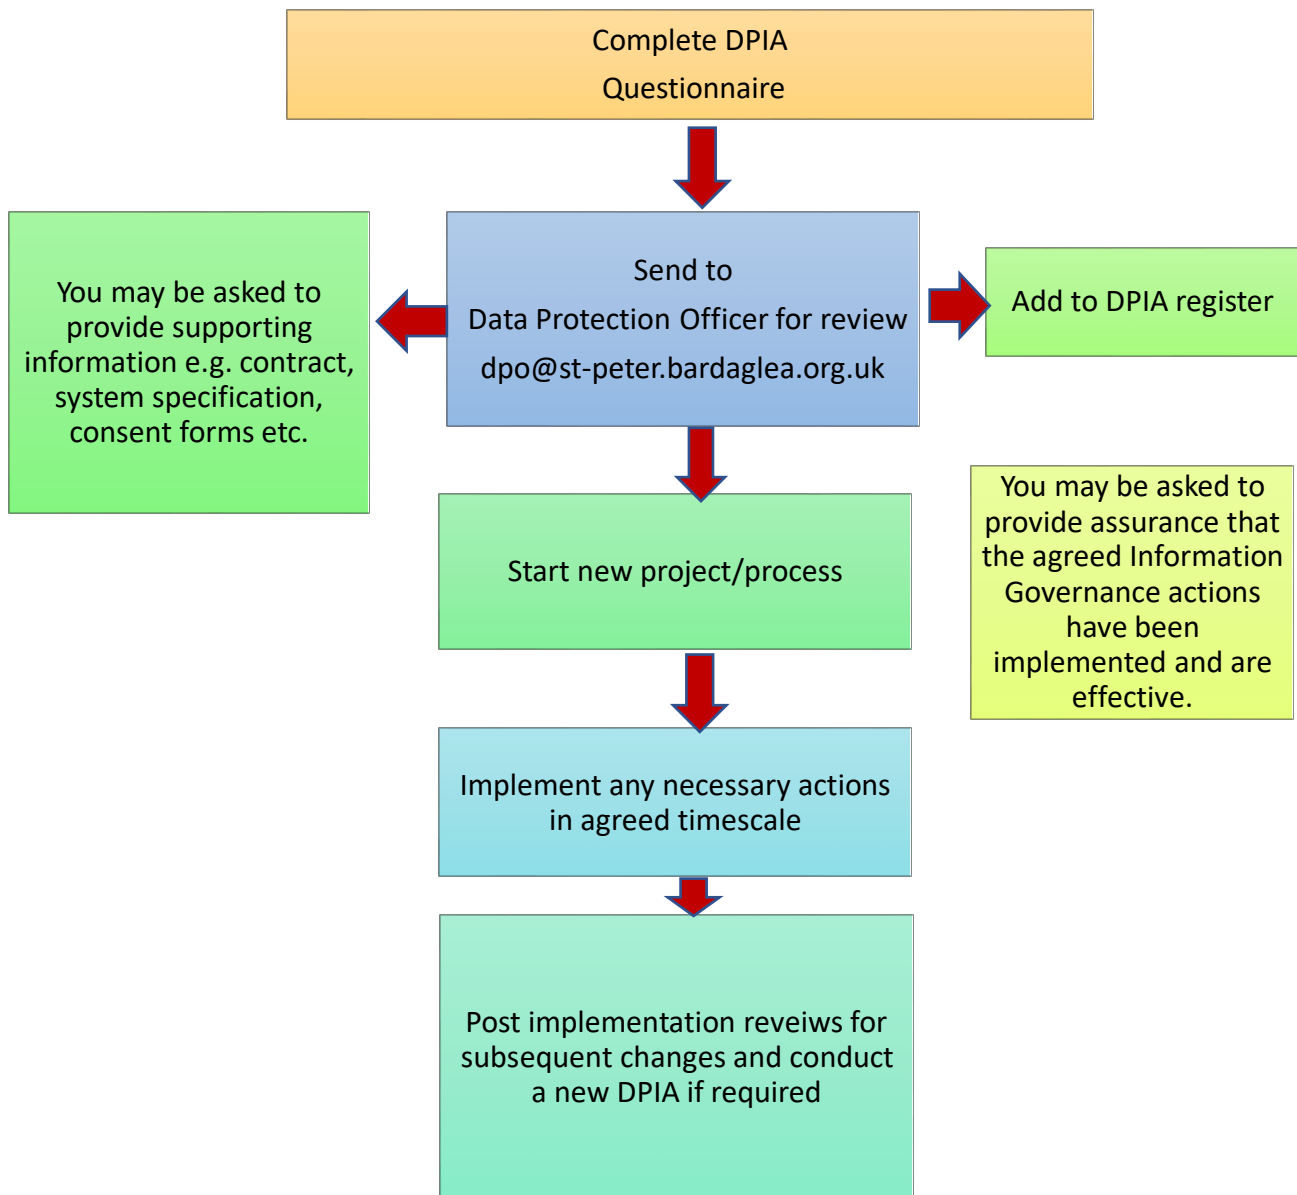 Complete DPIA
Questionnaire
You may be asked to
provide supporting
information e.g. contract,
system specification,
consent forms etc.
Send to
Data Protection Officer for review
dpo@st-peter.bardaglea.org.uk
Add to DPIA register
Start new project/process
You may be asked to
provide assurance that
the agreed Information
Governance actions
have been
implemented and are
effective.
Implement any necessary actions
in agreed timescale
Post implementation reveiws for
subsequent changes and conduct
a new DPIA if required